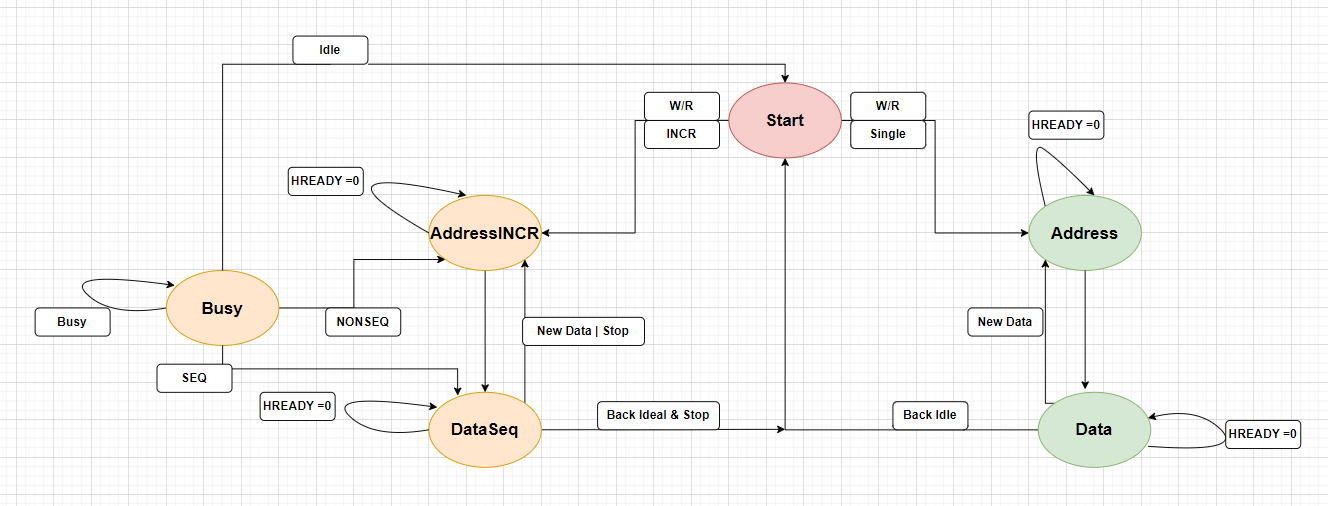 Idle
W/R
INCR
Start
W/R
Single
HREADY =0
HREADY =0
AddressINCR
Address
Busy
Busy
NONSEQ
New Data | Stop
New Data
SEQ
HREADY =0
DataSeq
Back Ideal & Stop
Back Idle
Data
HREADY =0